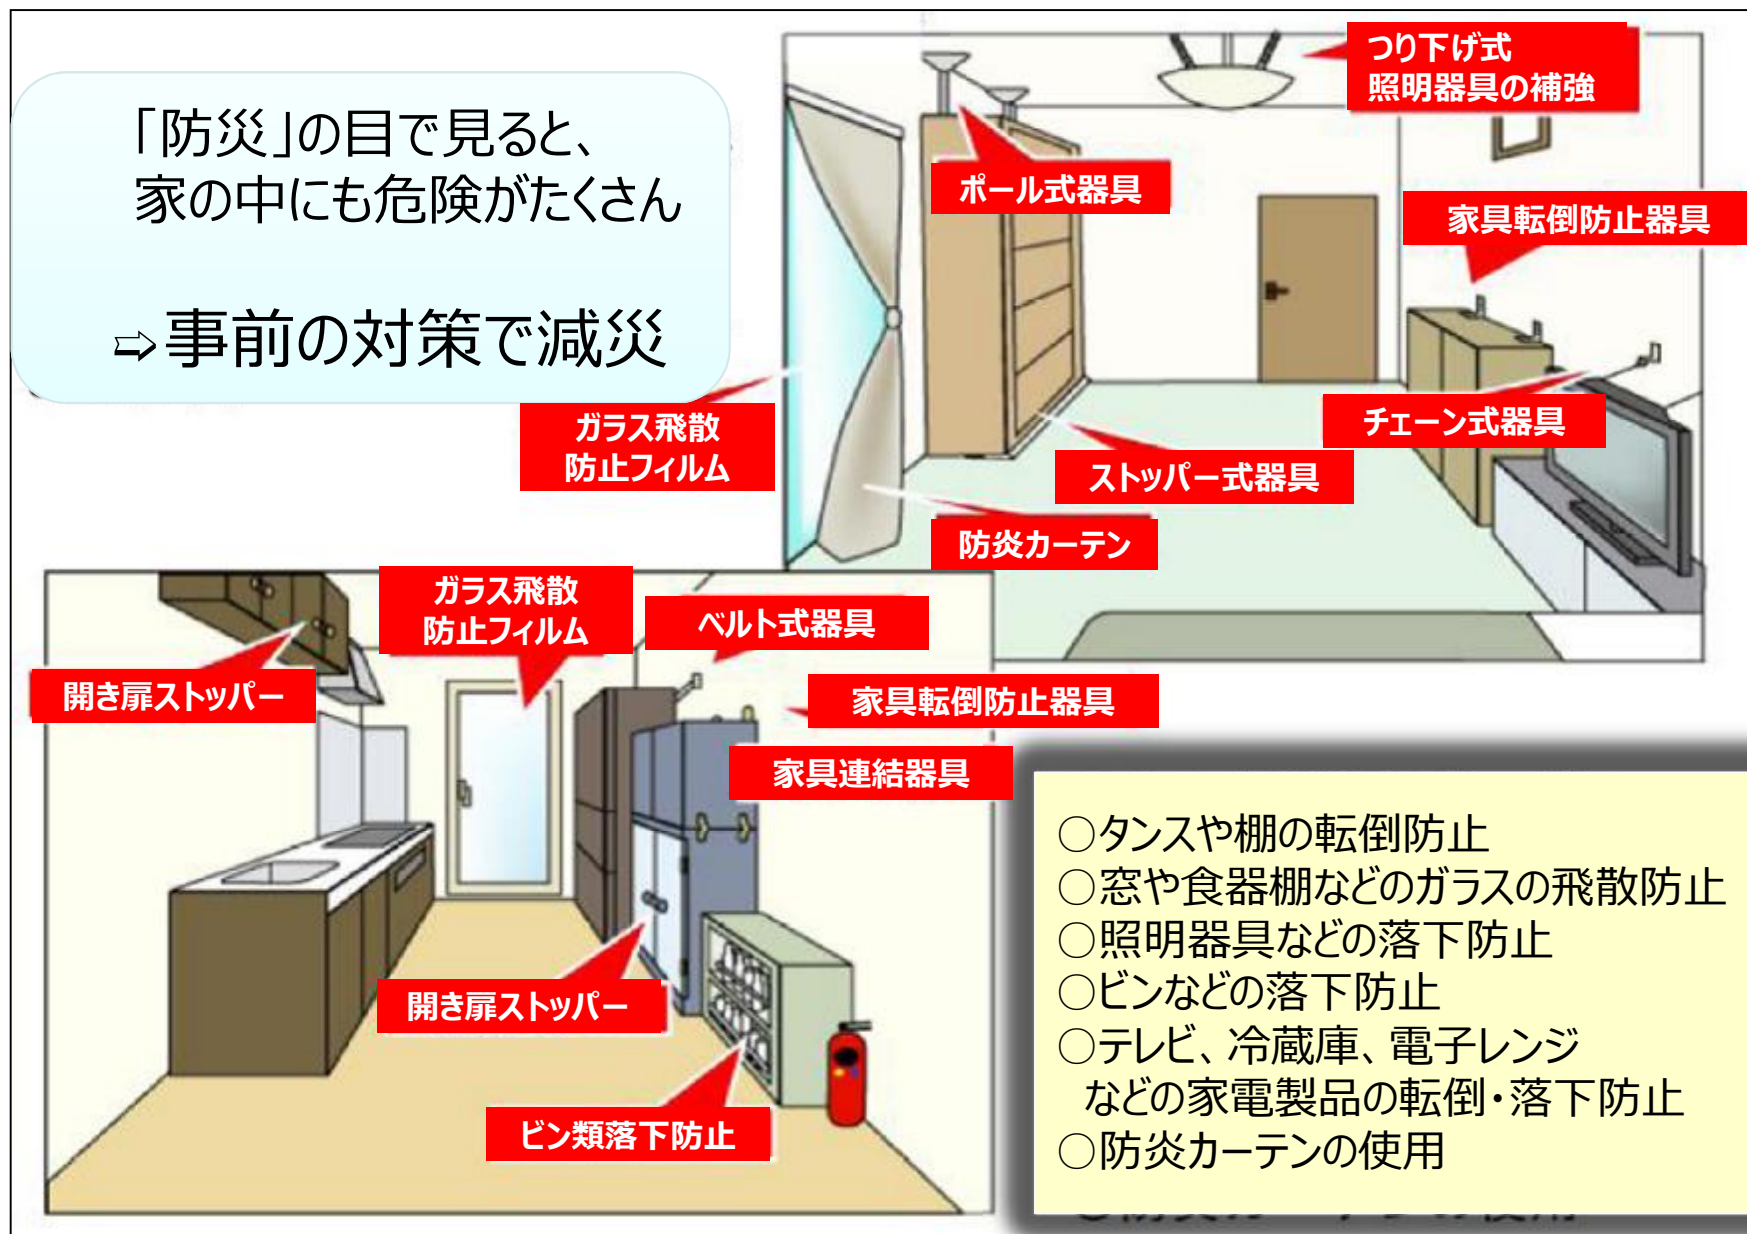 「防災」の目で見ると、
家の中にも危険がたくさん
⇨事前の対策で減災
つり下げ式
照明器具の補強
ポール式器具
家具転倒防止器具
チェーン式器具
ガラス飛散
防止フィルム
ストッパー式器具
防炎カーテン
ガラス飛散
防止フィルム
ベルト式器具
開き扉ストッパー
家具転倒防止器具
家具連結器具
開き扉ストッパー
ビン類落下防止
○タンスや棚の転倒防止
○窓や食器棚などのガラスの飛散防止
○照明器具などの落下防止
○ビンなどの落下防止
○テレビ、冷蔵庫、電子レンジ
などの家電製品の転倒・落下防止
○防炎カーテンの使用